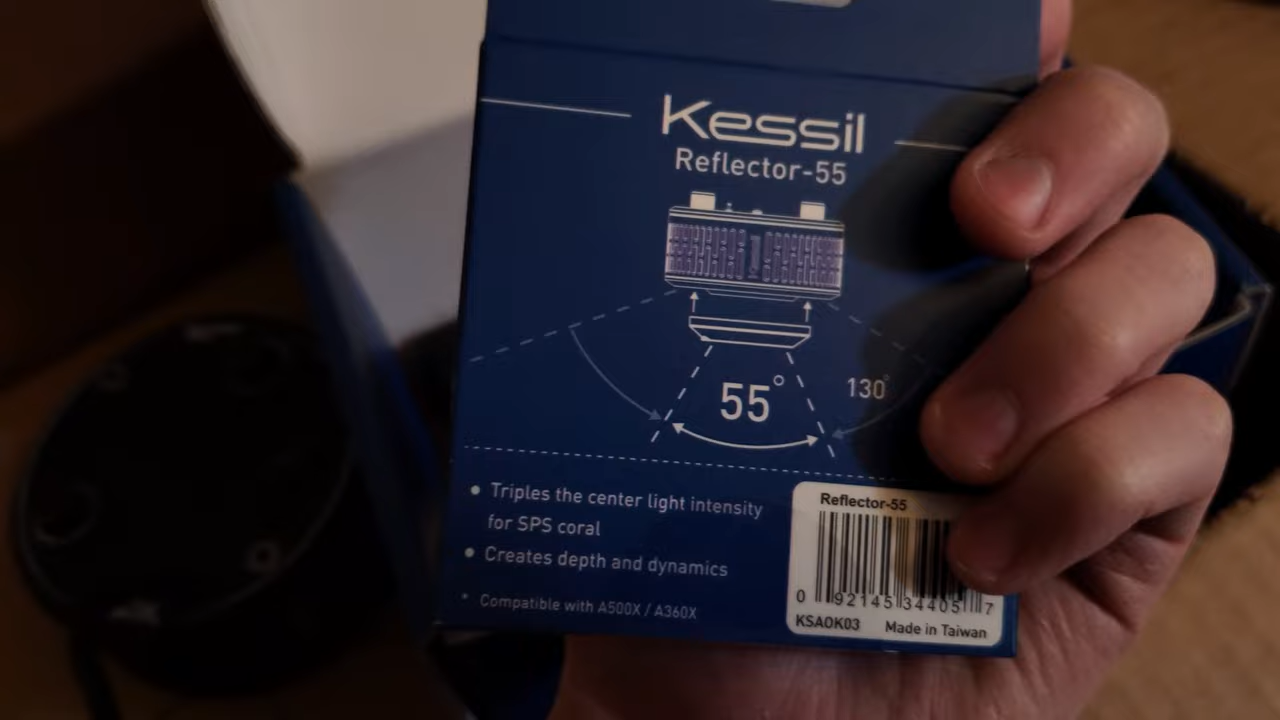 Kessil
Reflector-55
55°
130°
• Triples the center light intensity
for SPS coral
• Creates depth and dynamics
* Compatible with A500X / A360X
Reflector-55
0 92145 34405 7
KSAOK03 Made in Taiwan